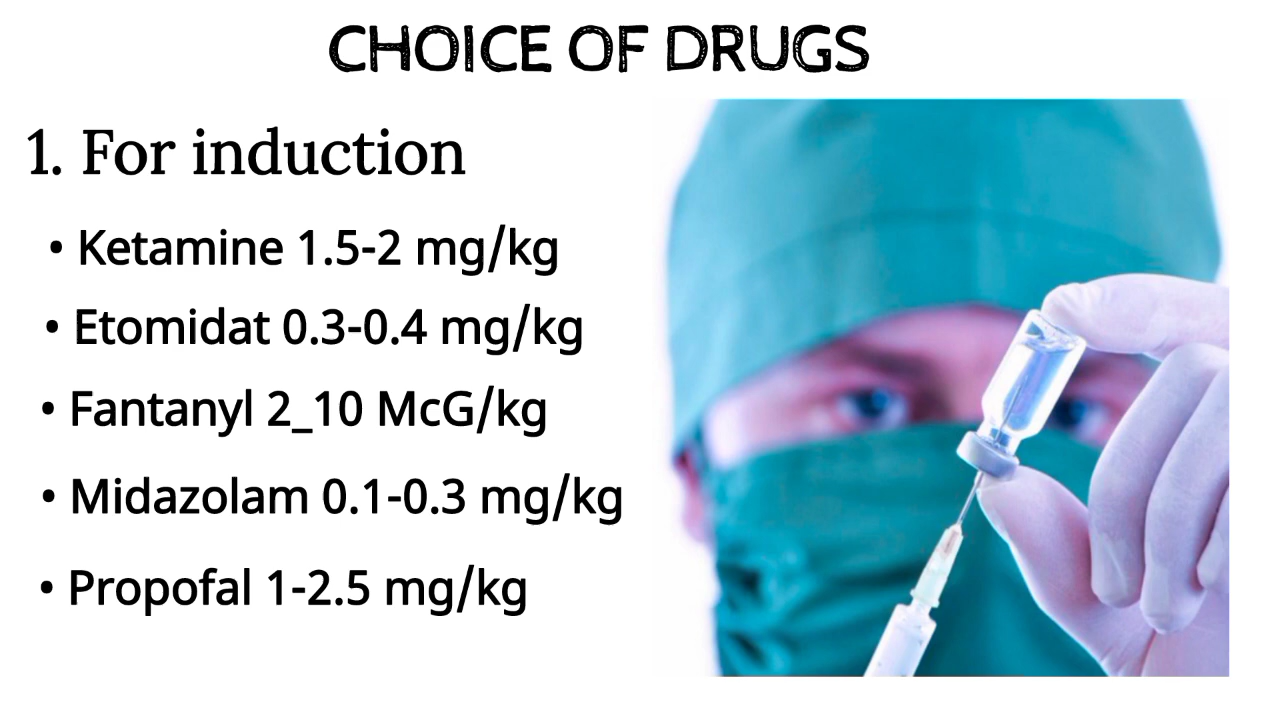 CHOICE OF DRUGS
1. For induction
• Ketamine 1.5-2 mg/kg
• Etomidat 0.3-0.4 mg/kg
• Fantanyl 2_10 McG/kg
• Midazolam 0.1-0.3 mg/kg
• Propofal 1-2.5 mg/kg